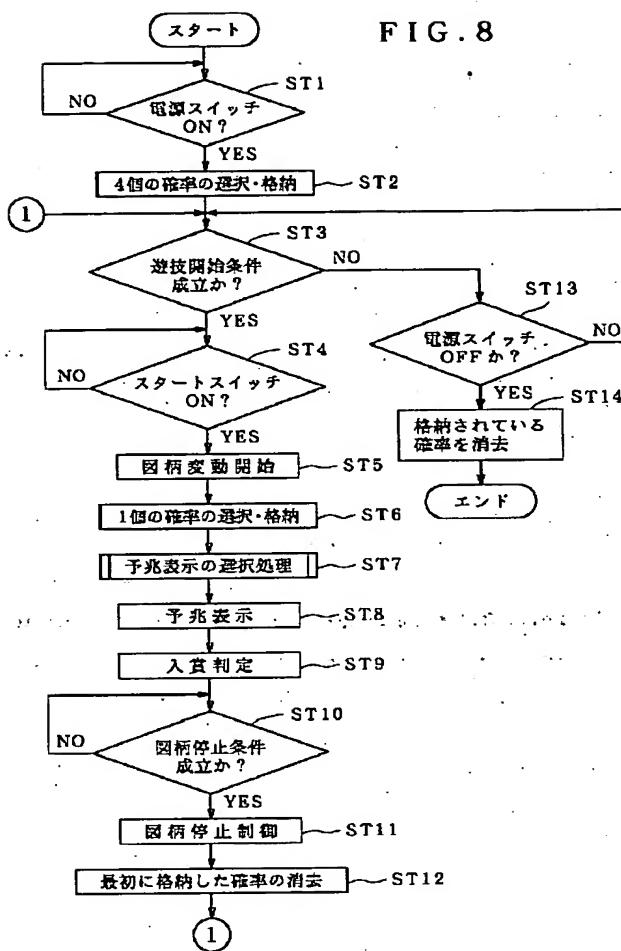 FIG.8
スタート
ST1
NO
電源スイッチ
ON?
YES
4個の確率の選択・格納
ST2
1
ST3
遊技開始条件
成立か?
NO
YES
ST4
NO
スタートスイッチ
ON?
YES
ST13
電源スイッチ
OFFか?
NO
YES
ST14
格納されている
確率を消去
エンド
図柄変動開始
ST5
1個の確率の選択・格納
ST6
予兆表示の選択処理
ST7
予兆表示
ST8
入賞判定
ST9
ST10
NO
図柄停止条件
成立か?
YES
図柄停止制御
ST11
最初に格納した確率の消去
ST12
1